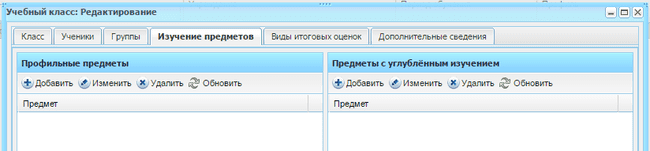 Учебный класс: Редактирование
Класс Ученики Группы Изучение предметов Виды итоговых оценок Дополнительные сведения
Профильные предметы Предметы с углублённым изучением
Добавить Изменить Удалить Обновить Добавить Изменить Удалить Обновить
Предмет Предмет